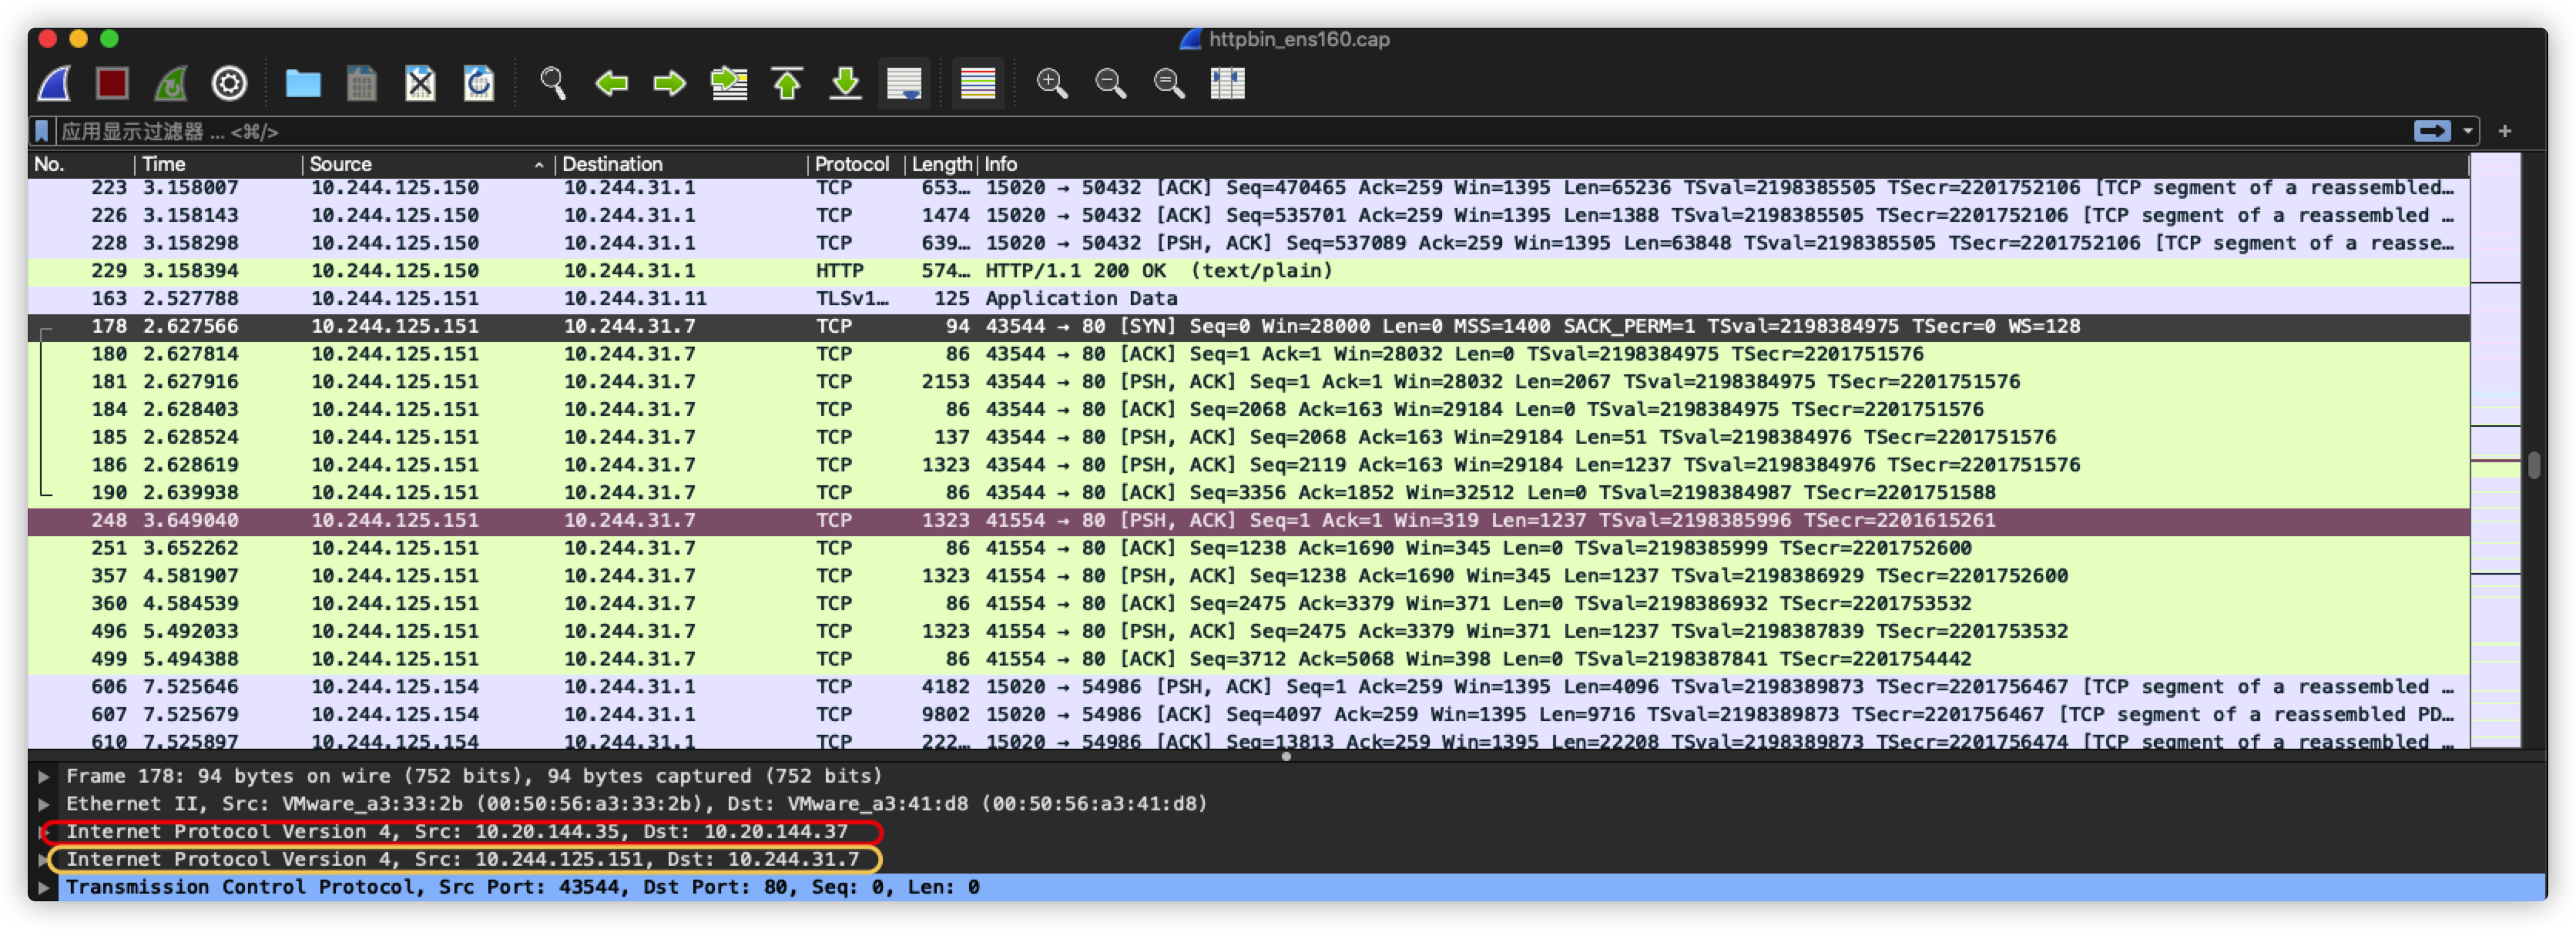 httpbin_ens160.cap
应用显示过滤器 ... <⌘/>
No. Time Source Destination Protocol Length Info
223 3.158007 10.244.125.150 10.244.31.1 TCP 653… 15020 → 50432 [ACK] Seq=470465 Ack=259 Win=1395 Len=65236 TSval=2198385505 TSecr=2201752106 [TCP segment of a reassembled…
226 3.158143 10.244.125.150 10.244.31.1 TCP 1474 15020 → 50432 [ACK] Seq=535701 Ack=259 Win=1395 Len=1388 TSval=2198385505 TSecr=2201752106 [TCP segment of a reassembled …
228 3.158298 10.244.125.150 10.244.31.1 TCP 639… 15020 → 50432 [PSH, ACK] Seq=537089 Ack=259 Win=1395 Len=63848 TSval=2198385505 TSecr=2201752106 [TCP segment of a reasse…
229 3.158394 10.244.125.150 10.244.31.1 HTTP 574… HTTP/1.1 200 OK (text/plain)
163 2.527788 10.244.125.151 10.244.31.11 TLSv1… 125 Application Data
178 2.627566 10.244.125.151 10.244.31.7 TCP 94 43544 → 80 [SYN] Seq=0 Win=28000 Len=0 MSS=1400 SACK_PERM=1 TSval=2198384975 TSecr=0 WS=128
180 2.627814 10.244.125.151 10.244.31.7 TCP 86 43544 → 80 [ACK] Seq=1 Ack=1 Win=28032 Len=0 TSval=2198384975 TSecr=2201751576
181 2.627916 10.244.125.151 10.244.31.7 TCP 2153 43544 → 80 [PSH, ACK] Seq=1 Ack=1 Win=28032 Len=2067 TSval=2198384975 TSecr=2201751576
184 2.628403 10.244.125.151 10.244.31.7 TCP 86 43544 → 80 [ACK] Seq=2068 Ack=163 Win=29184 Len=0 TSval=2198384975 TSecr=2201751576
185 2.628524 10.244.125.151 10.244.31.7 TCP 137 43544 → 80 [PSH, ACK] Seq=2068 Ack=163 Win=29184 Len=51 TSval=2198384976 TSecr=2201751576
186 2.628619 10.244.125.151 10.244.31.7 TCP 1323 43544 → 80 [PSH, ACK] Seq=2119 Ack=163 Win=29184 Len=1237 TSval=2198384976 TSecr=2201751576
190 2.639938 10.244.125.151 10.244.31.7 TCP 86 43544 → 80 [ACK] Seq=3356 Ack=1852 Win=32512 Len=0 TSval=2198384987 TSecr=2201751588
248 3.649040 10.244.125.151 10.244.31.7 TCP 1323 41554 → 80 [PSH, ACK] Seq=1 Ack=1 Win=319 Len=1237 TSval=2198385996 TSecr=2201615261
251 3.652262 10.244.125.151 10.244.31.7 TCP 86 41554 → 80 [ACK] Seq=1238 Ack=1690 Win=345 Len=0 TSval=2198385999 TSecr=2201752600
357 4.581907 10.244.125.151 10.244.31.7 TCP 1323 41554 → 80 [PSH, ACK] Seq=1238 Ack=1690 Win=345 Len=1237 TSval=2198386929 TSecr=2201752600
360 4.584539 10.244.125.151 10.244.31.7 TCP 86 41554 → 80 [ACK] Seq=2475 Ack=3379 Win=371 Len=0 TSval=2198386932 TSecr=2201753532
496 5.492033 10.244.125.151 10.244.31.7 TCP 1323 41554 → 80 [PSH, ACK] Seq=2475 Ack=3379 Win=371 Len=1237 TSval=2198387839 TSecr=2201753532
499 5.494388 10.244.125.151 10.244.31.7 TCP 86 41554 → 80 [ACK] Seq=3712 Ack=5068 Win=398 Len=0 TSval=2198387841 TSecr=2201754442
606 7.525646 10.244.125.154 10.244.31.1 TCP 4182 15020 → 54986 [PSH, ACK] Seq=1 Ack=259 Win=1395 Len=4096 TSval=2198389873 TSecr=2201756467 [TCP segment of a reassembled …
607 7.525679 10.244.125.154 10.244.31.1 TCP 9802 15020 → 54986 [ACK] Seq=4097 Ack=259 Win=1395 Len=9716 TSval=2198389873 TSecr=2201756467 [TCP segment of a reassembled PD…
610 7.525897 10.244.125.154 10.244.31.1 TCP 222… 15020 → 54986 [ACK] Seq=13813 Ack=259 Win=1395 Len=22208 TSval=2198389873 TSecr=2201756474 [TCP segment of a reassembled …
Frame 178: 94 bytes on wire (752 bits), 94 bytes captured (752 bits)
Ethernet II, Src: VMware_a3:33:2b (00:50:56:a3:33:2b), Dst: VMware_a3:41:d8 (00:50:56:a3:41:d8)
Internet Protocol Version 4, Src: 10.20.144.35, Dst: 10.20.144.37
Internet Protocol Version 4, Src: 10.244.125.151, Dst: 10.244.31.7
Transmission Control Protocol, Src Port: 43544, Dst Port: 80, Seq: 0, Len: 0